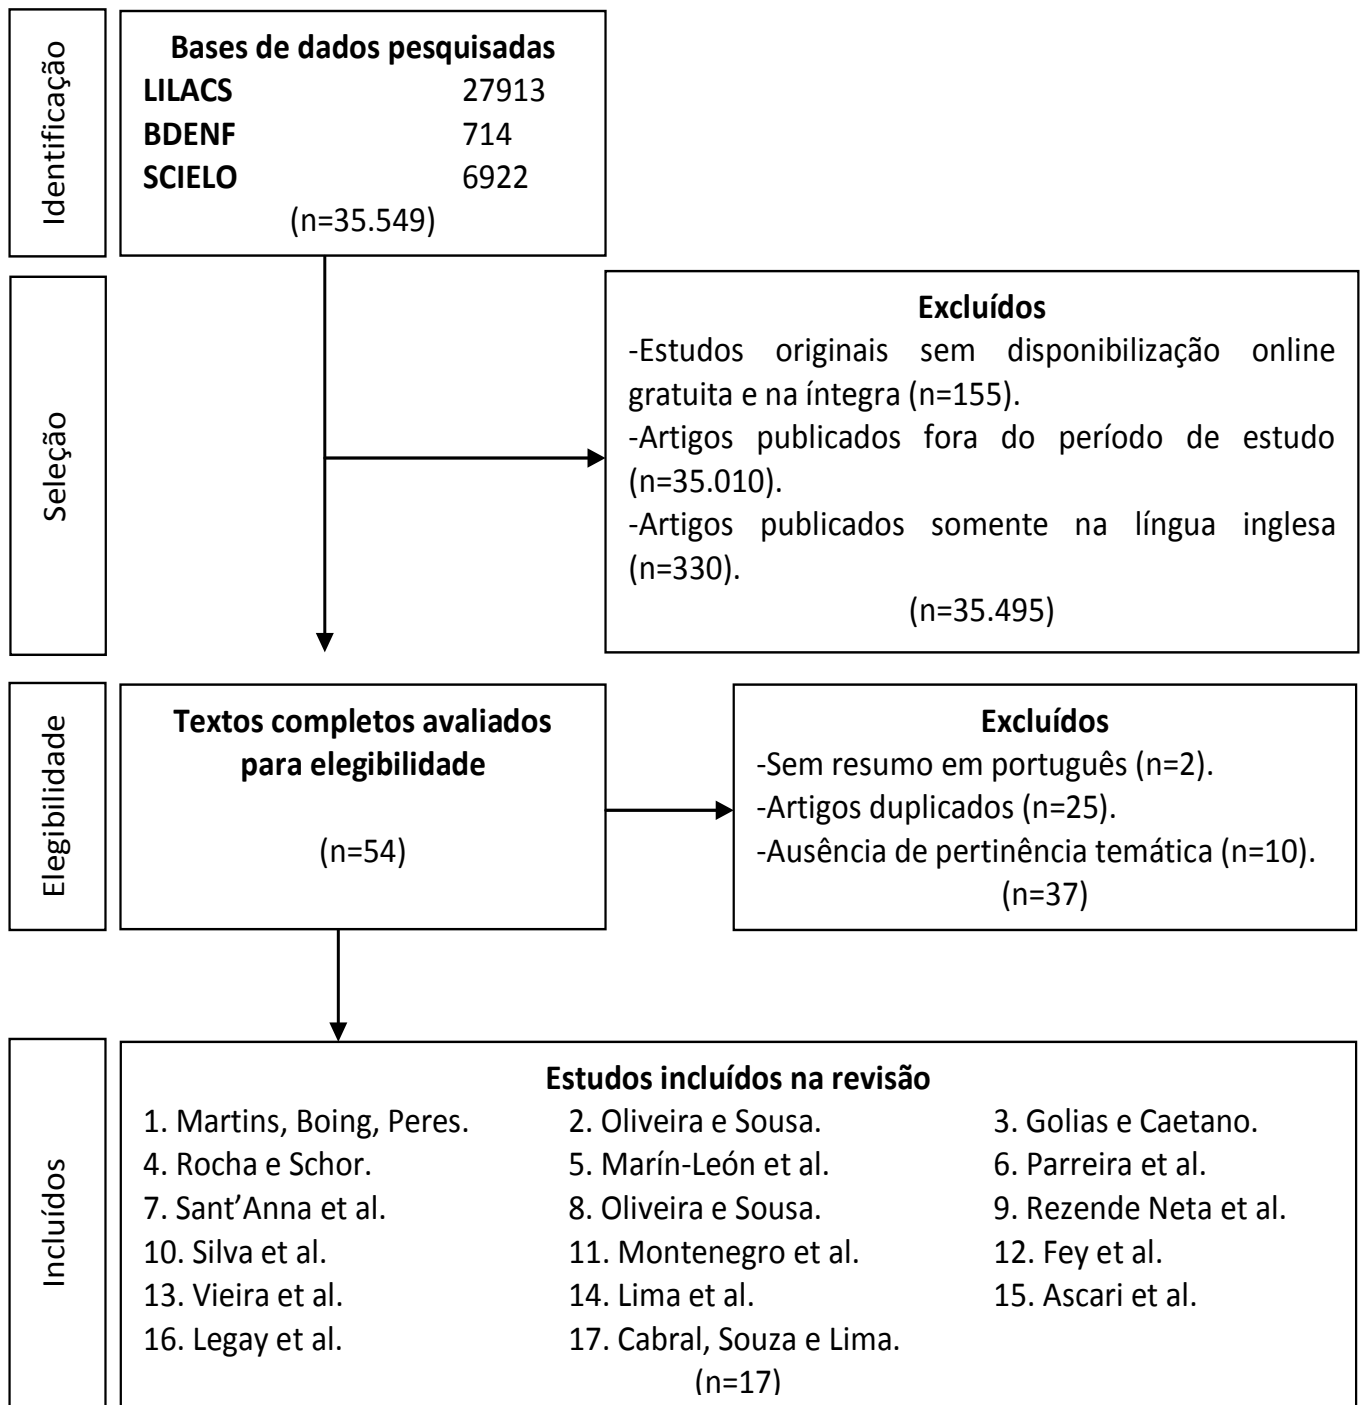 Identificação
Bases de dados pesquisadas
LILACS 27913
BDENF 714
SCIELO 6922
(n=35.549)
Seleção
Excluídos
-Estudos originais sem disponibilização online
gratuita e na íntegra (n=155).
-Artigos publicados fora do período de estudo
(n=35.010).
-Artigos publicados somente na língua inglesa
(n=330).
(n=35.495)
Elegibilidade
Textos completos avaliados
para elegibilidade
(n=54)
Excluídos
-Sem resumo em português (n=2).
-Artigos duplicados (n=25).
-Ausência de pertinência temática (n=10).
(n=37)
Incluídos
Estudos incluídos na revisão
1. Martins, Boing, Peres. 2. Oliveira e Sousa. 3. Golias e Caetano.
4. Rocha e Schor. 5. Marín-León et al. 6. Parreira et al.
7. Sant’Anna et al. 8. Oliveira e Sousa. 9. Rezende Neta et al.
10. Silva et al. 11. Montenegro et al. 12. Fey et al.
13. Vieira et al. 14. Lima et al. 15. Ascari et al.
16. Legay et al. 17. Cabral, Souza e Lima.
(n=17)